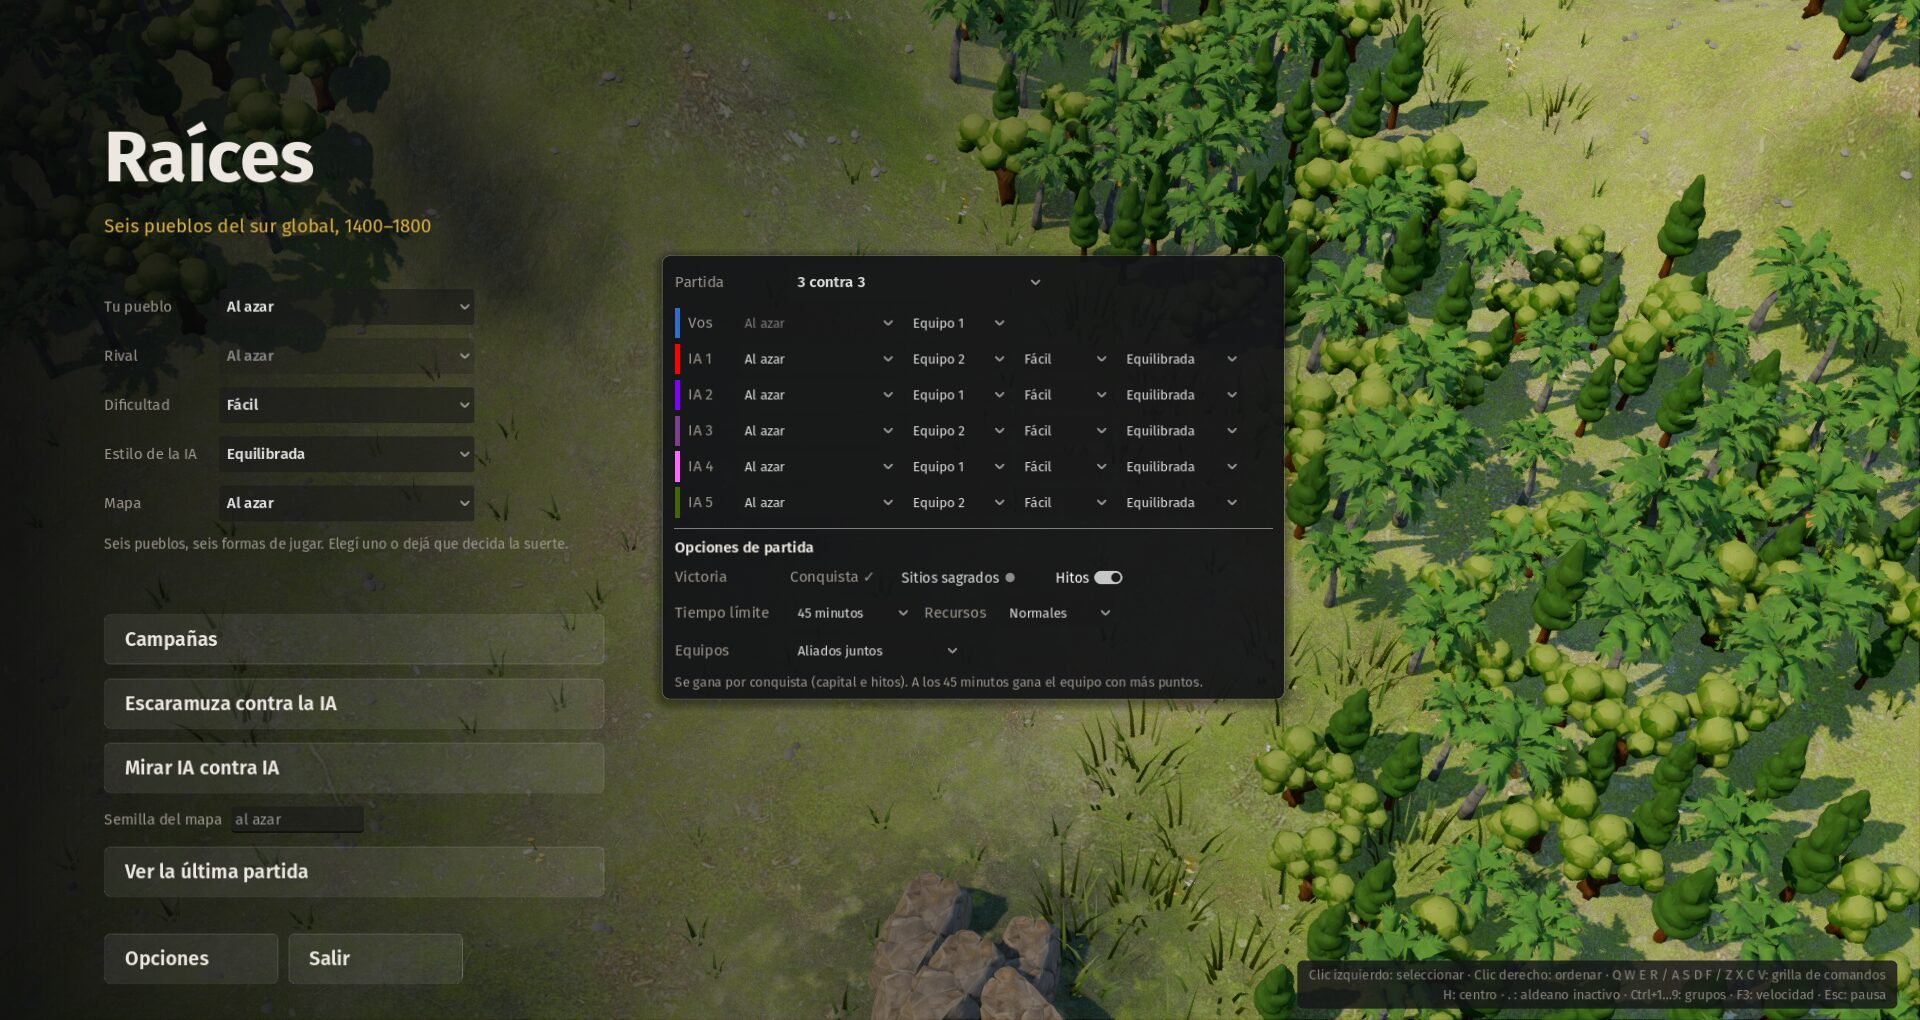 Raíces
Seis pueblos del sur global, 1400–1800
Tu pueblo Al azar
Rival Al azar
Dificultad Fácil
Estilo de la IA Equilibrada
Mapa Al azar
Seis pueblos, seis formas de jugar. Elegí uno o dejá que decida la suerte.
Campañas
Escaramuza contra la IA
Mirar IA contra IA
Semilla del mapa al azar
Ver la última partida
Opciones Salir
Partida 3 contra 3
Vos Al azar Equipo 1
IA 1 Al azar Equipo 2 Fácil Equilibrada
IA 2 Al azar Equipo 1 Fácil Equilibrada
IA 3 Al azar Equipo 2 Fácil Equilibrada
IA 4 Al azar Equipo 1 Fácil Equilibrada
IA 5 Al azar Equipo 2 Fácil Equilibrada
Opciones de partida
Victoria Conquista ✓ Sitios sagrados Hitos
Tiempo límite 45 minutos Recursos Normales
Equipos Aliados juntos
Se gana por conquista (capital e hitos). A los 45 minutos gana el equipo con más puntos.
Clic izquierdo: seleccionar · Clic derecho: ordenar · Q W E R / A S D F / Z X C V: grilla de comandos
H: centro · . : aldeano inactivo · Ctrl+1…9: grupos · F3: velocidad · Esc: pausa